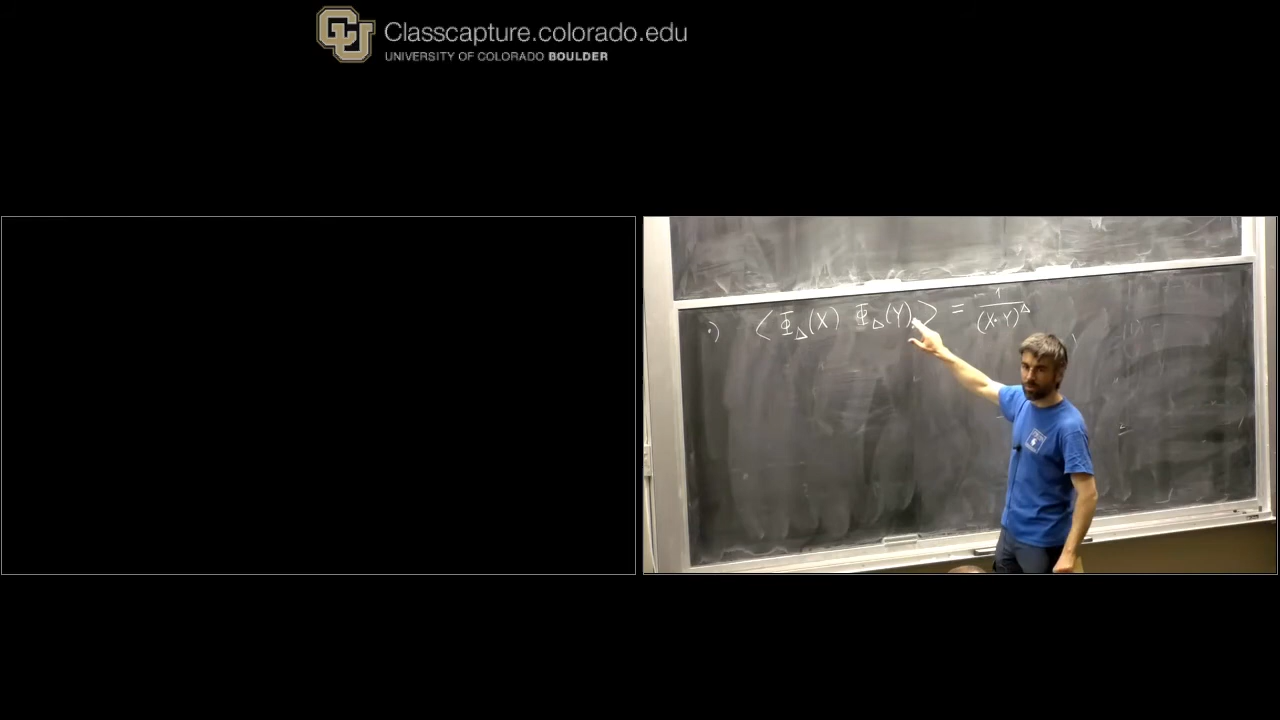 Classcapture.colorado.edu
UNIVERSITY OF COLORADO BOULDER
·) ⟨ Φ_Δ(X) Φ_Δ(Y) ⟩ = 1/(X·Y)^Δ